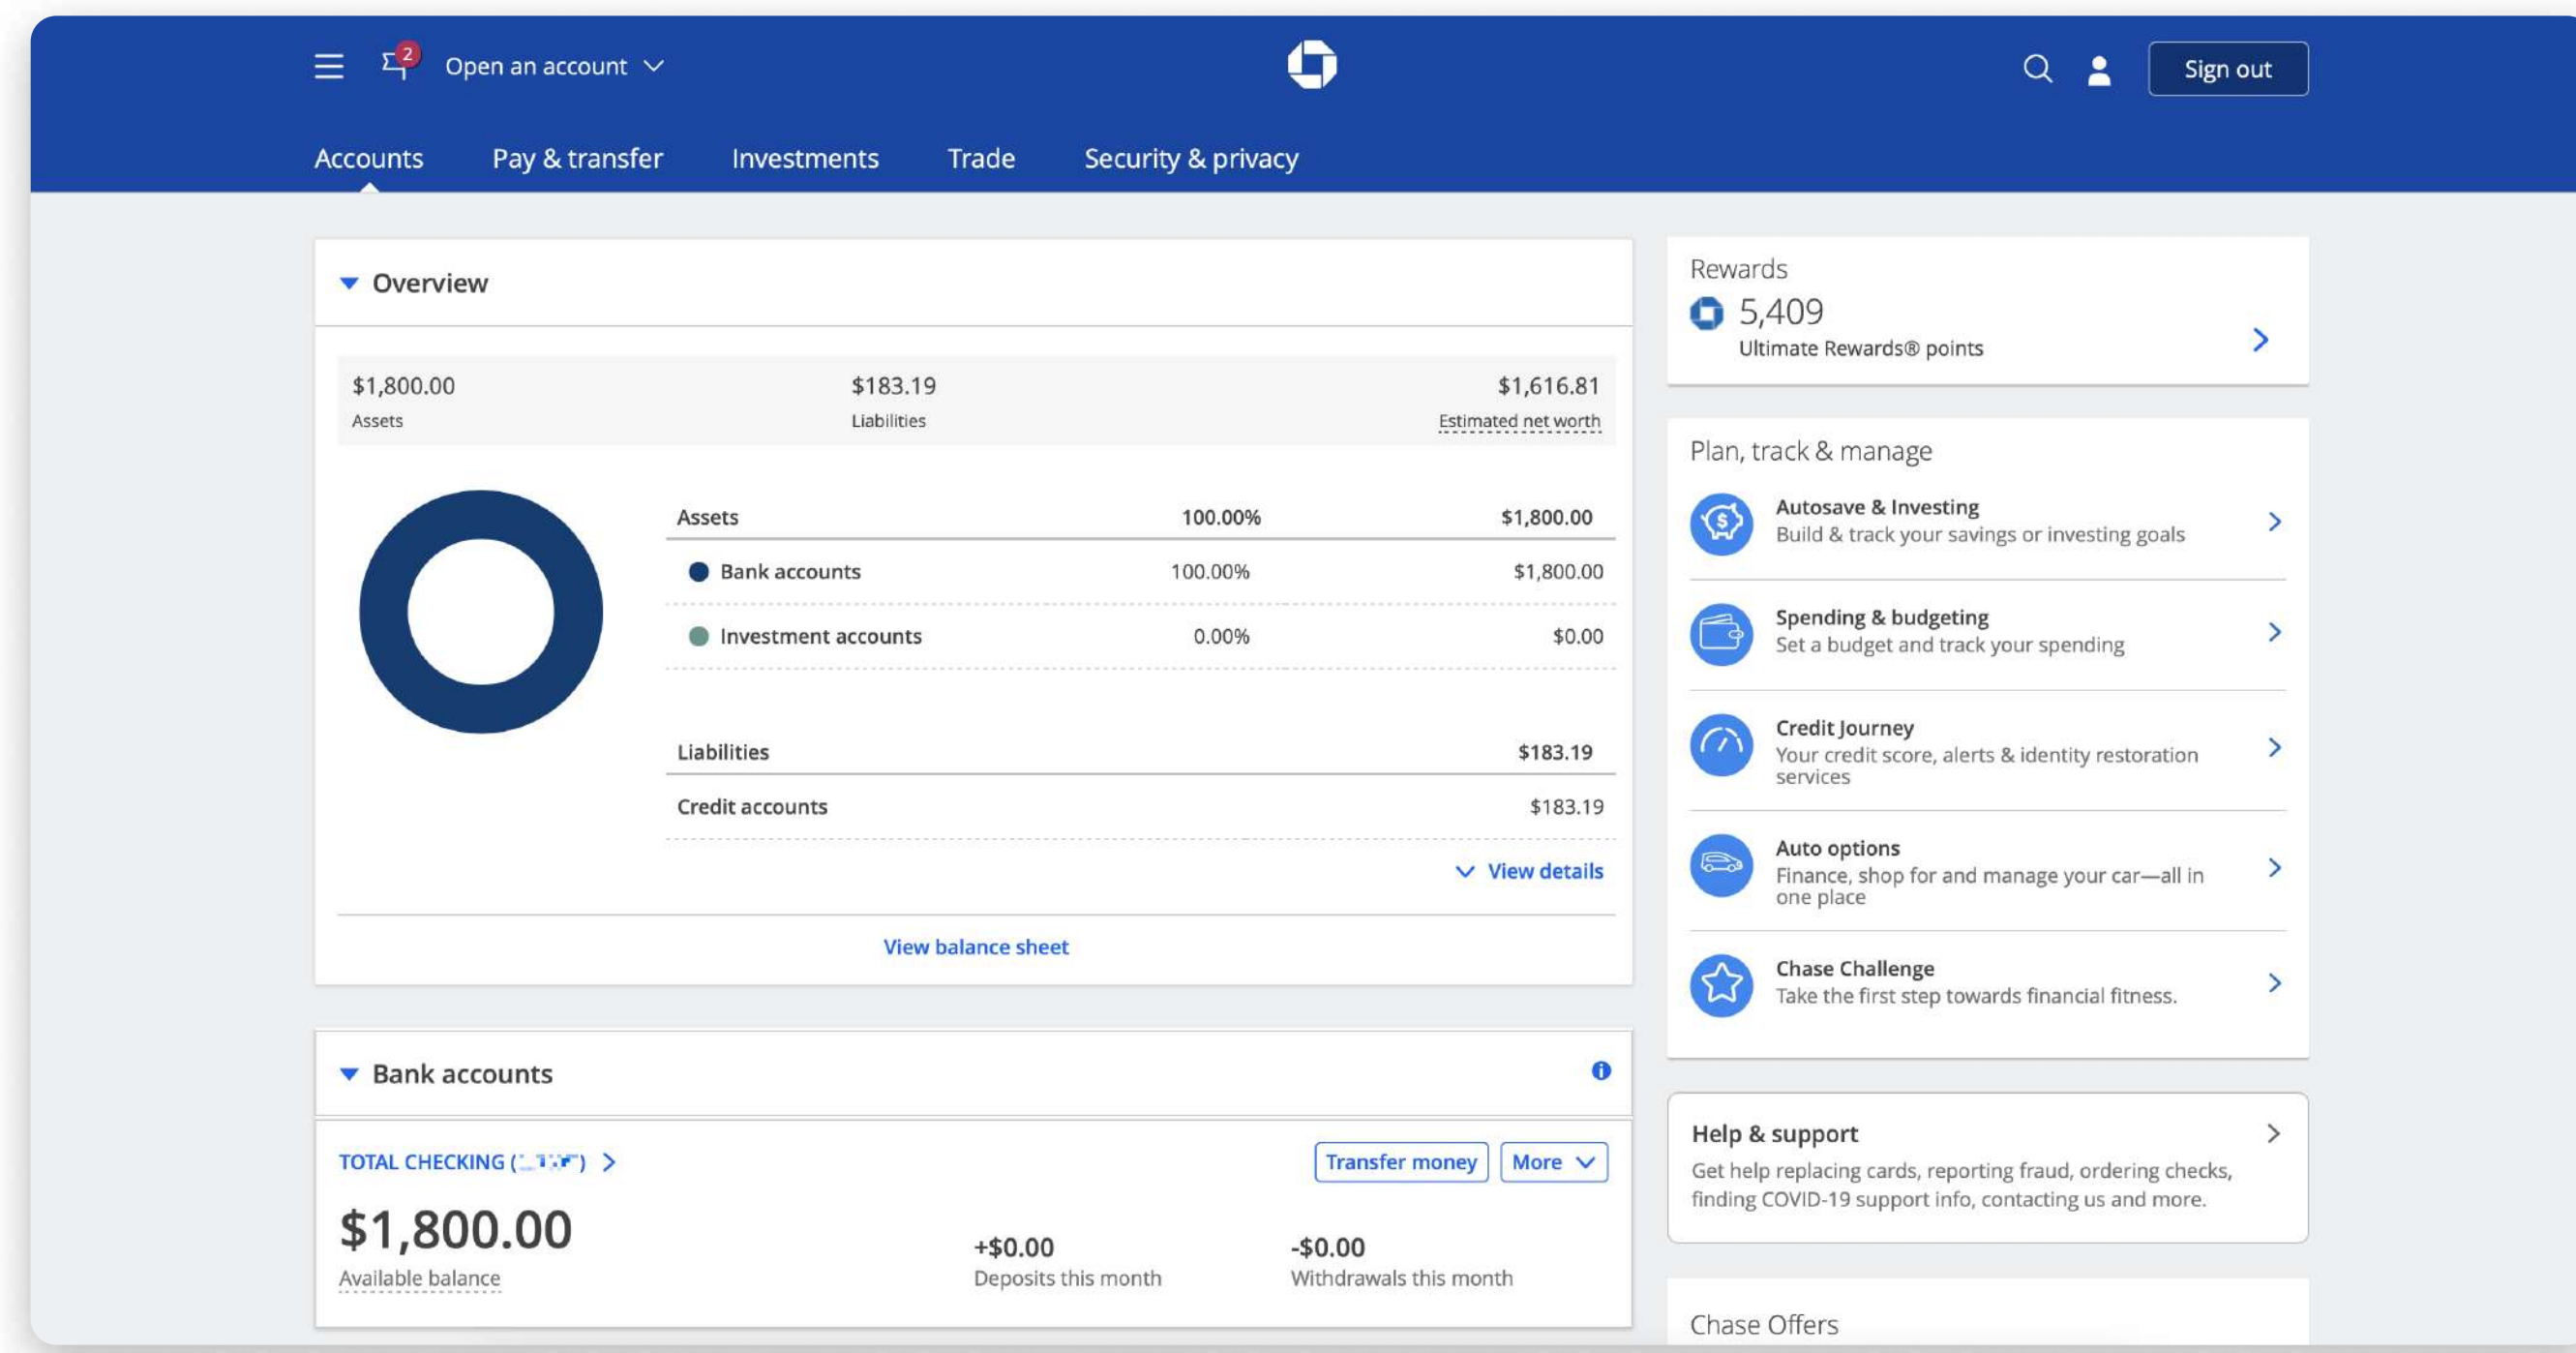 2
Open an account
Sign out
Accounts Pay & transfer Investments Trade Security & privacy
Overview
$1,800.00 $183.19 $1,616.81
Assets Liabilities Estimated net worth
Assets 100.00% $1,800.00
Bank accounts 100.00% $1,800.00
Investment accounts 0.00% $0.00
Liabilities $183.19
Credit accounts $183.19
View details
View balance sheet
Bank accounts
TOTAL CHECKING ( )
Transfer money More
$1,800.00
Available balance
+$0.00
Deposits this month
-$0.00
Withdrawals this month
Rewards
5,409
Ultimate Rewards® points
Plan, track & manage
Autosave & Investing
Build & track your savings or investing goals
Spending & budgeting
Set a budget and track your spending
Credit Journey
Your credit score, alerts & identity restoration
services
Auto options
Finance, shop for and manage your car—all in
one place
Chase Challenge
Take the first step towards financial fitness.
Help & support
Get help replacing cards, reporting fraud, ordering checks,
finding COVID-19 support info, contacting us and more.
Chase Offers